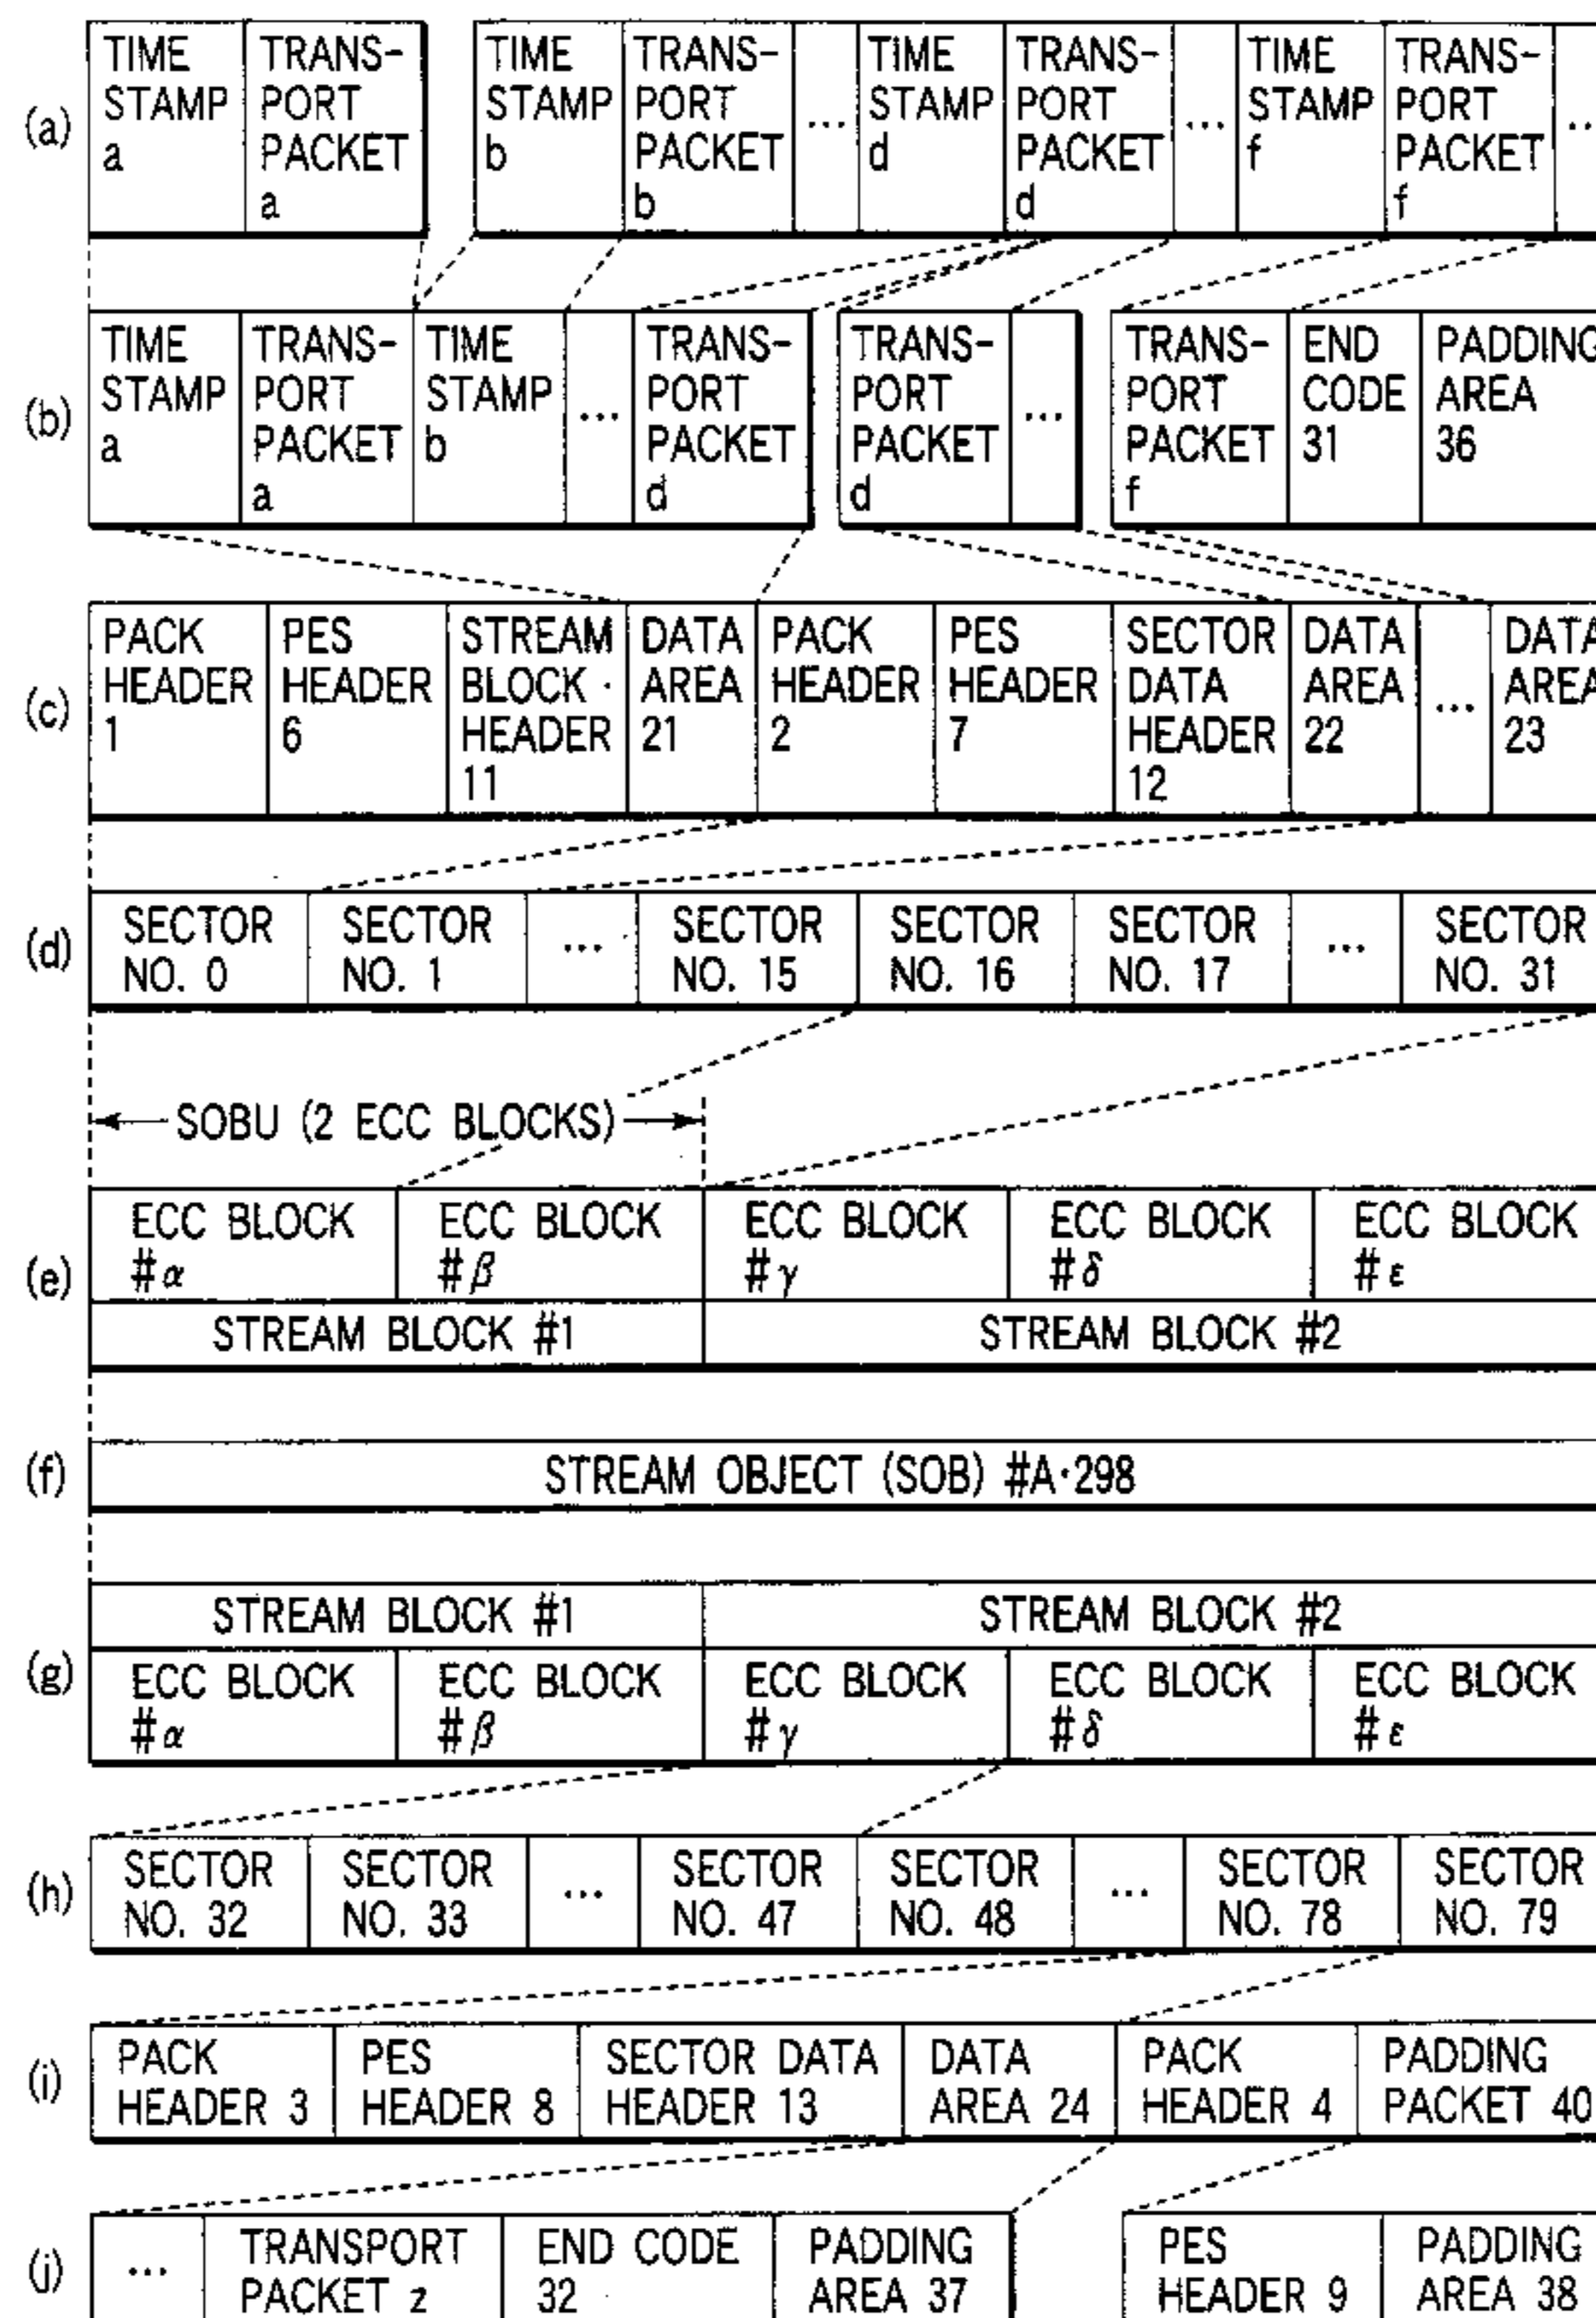 (a)
TIME STAMP a
TRANS- PORT PACKET a
TIME STAMP b
TRANS- PORT PACKET b
...
TIME STAMP d
TRANS- PORT PACKET d
...
TIME STAMP f
TRANS- PORT PACKET f
...
(b)
TIME STAMP a
TRANS- PORT PACKET a
TIME STAMP b
...
TRANS- PORT PACKET d
TRANS- PORT PACKET d
...
TRANS- PORT PACKET f
END CODE 31
PADDING AREA 36
(c)
PACK HEADER 1
PES HEADER 6
STREAM BLOCK HEADER 11
DATA AREA 21
PACK HEADER 2
PES HEADER 7
SECTOR DATA HEADER 12
DATA AREA 22
...
DATA AREA 23
(d)
SECTOR NO. 0
SECTOR NO. 1
...
SECTOR NO. 15
SECTOR NO. 16
SECTOR NO. 17
...
SECTOR NO. 31
SOBU (2 ECC BLOCKS)
(e)
ECC BLOCK #α
ECC BLOCK #β
ECC BLOCK #γ
ECC BLOCK #δ
ECC BLOCK #ε
STREAM BLOCK #1
STREAM BLOCK #2
(f)
STREAM OBJECT (SOB) #A·298
(g)
STREAM BLOCK #1
STREAM BLOCK #2
ECC BLOCK #α
ECC BLOCK #β
ECC BLOCK #γ
ECC BLOCK #δ
ECC BLOCK #ε
(h)
SECTOR NO. 32
SECTOR NO. 33
...
SECTOR NO. 47
SECTOR NO. 48
...
SECTOR NO. 78
SECTOR NO. 79
(i)
PACK HEADER 3
PES HEADER 8
SECTOR DATA HEADER 13
DATA AREA 24
PACK HEADER 4
PADDING PACKET 40
(j)
...
TRANSPORT PACKET z
END CODE 32
PADDING AREA 37
PES HEADER 9
PADDING AREA 38